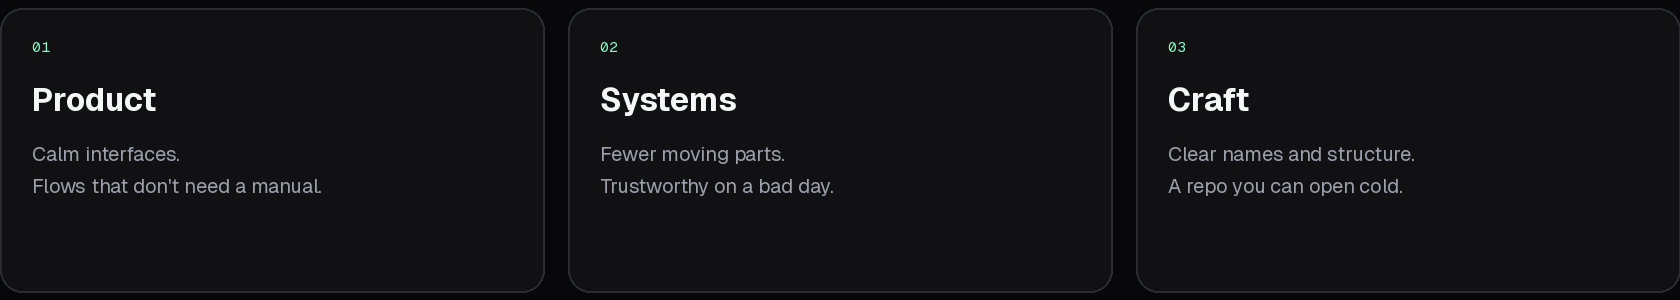 01
Product
Calm interfaces.
Flows that don't need a manual.
02
Systems
Fewer moving parts.
Trustworthy on a bad day.
03
Craft
Clear names and structure.
A repo you can open cold.